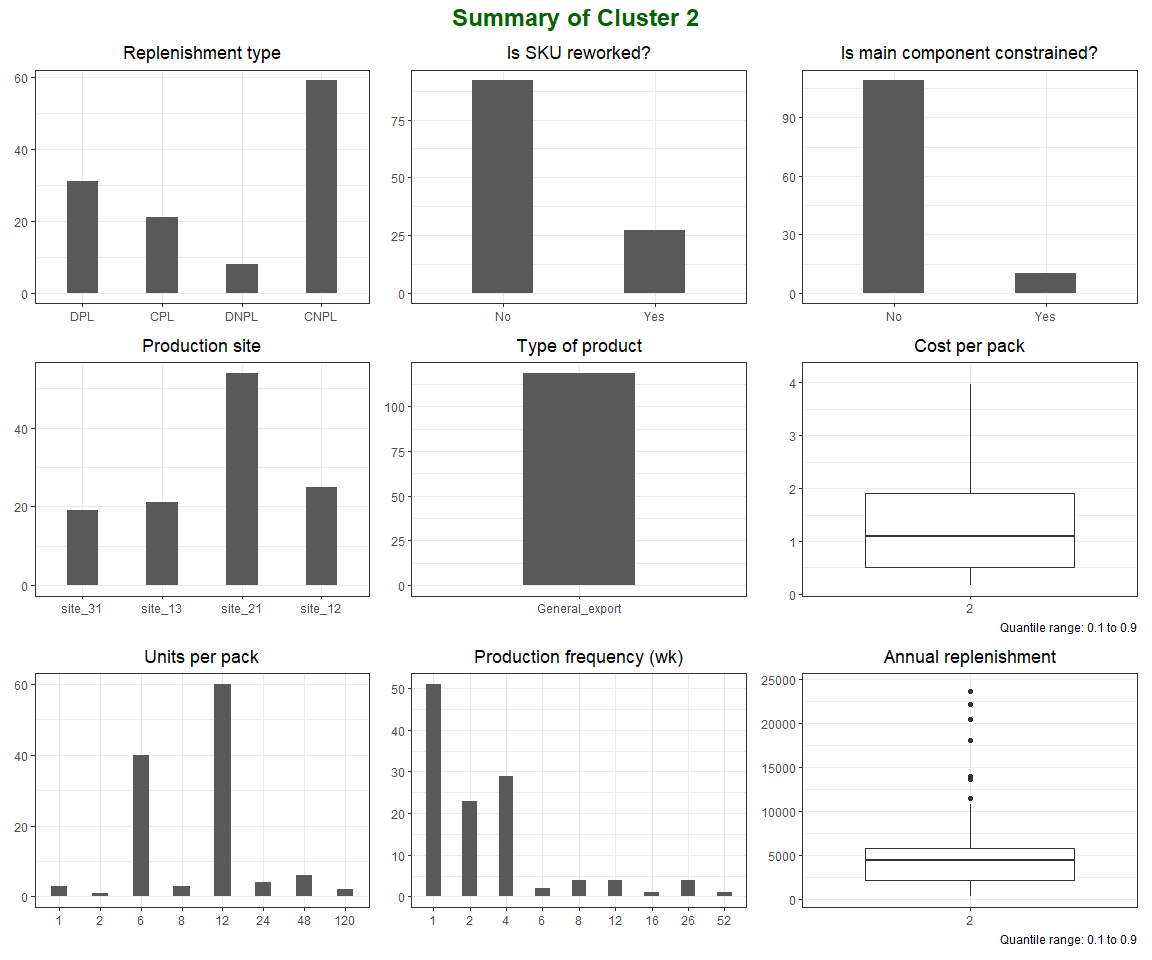 Summary of Cluster 2
Replenishment type
60
40
20
0
DPL CPL DNPL CNPL
Is SKU reworked?
75
50
25
0
No Yes
Is main component constrained?
90
60
30
0
No Yes
Production site
40
20
0
site_31 site_13 site_21 site_12
Type of product
100
75
50
25
0
General_export
Cost per pack
4
3
2
1
0
2
Quantile range: 0.1 to 0.9
Units per pack
60
40
20
0
1 2 6 8 12 24 48 120
Production frequency (wk)
50
40
30
20
10
0
1 2 4 6 8 12 16 26 52
Annual replenishment
25000
20000
15000
10000
5000
0
2
Quantile range: 0.1 to 0.9